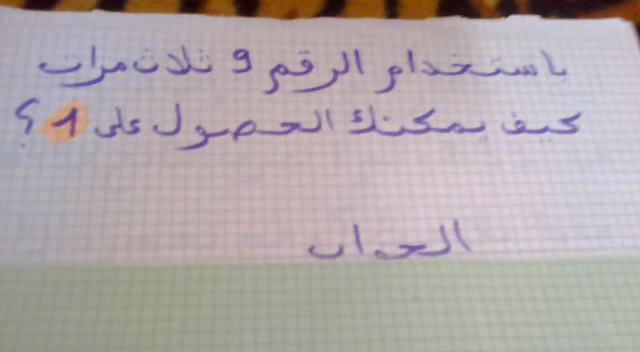 باستخدام الرقم 9 ثلاث مرات
كيف يمكنك الحصول على 1 ؟
الجواب